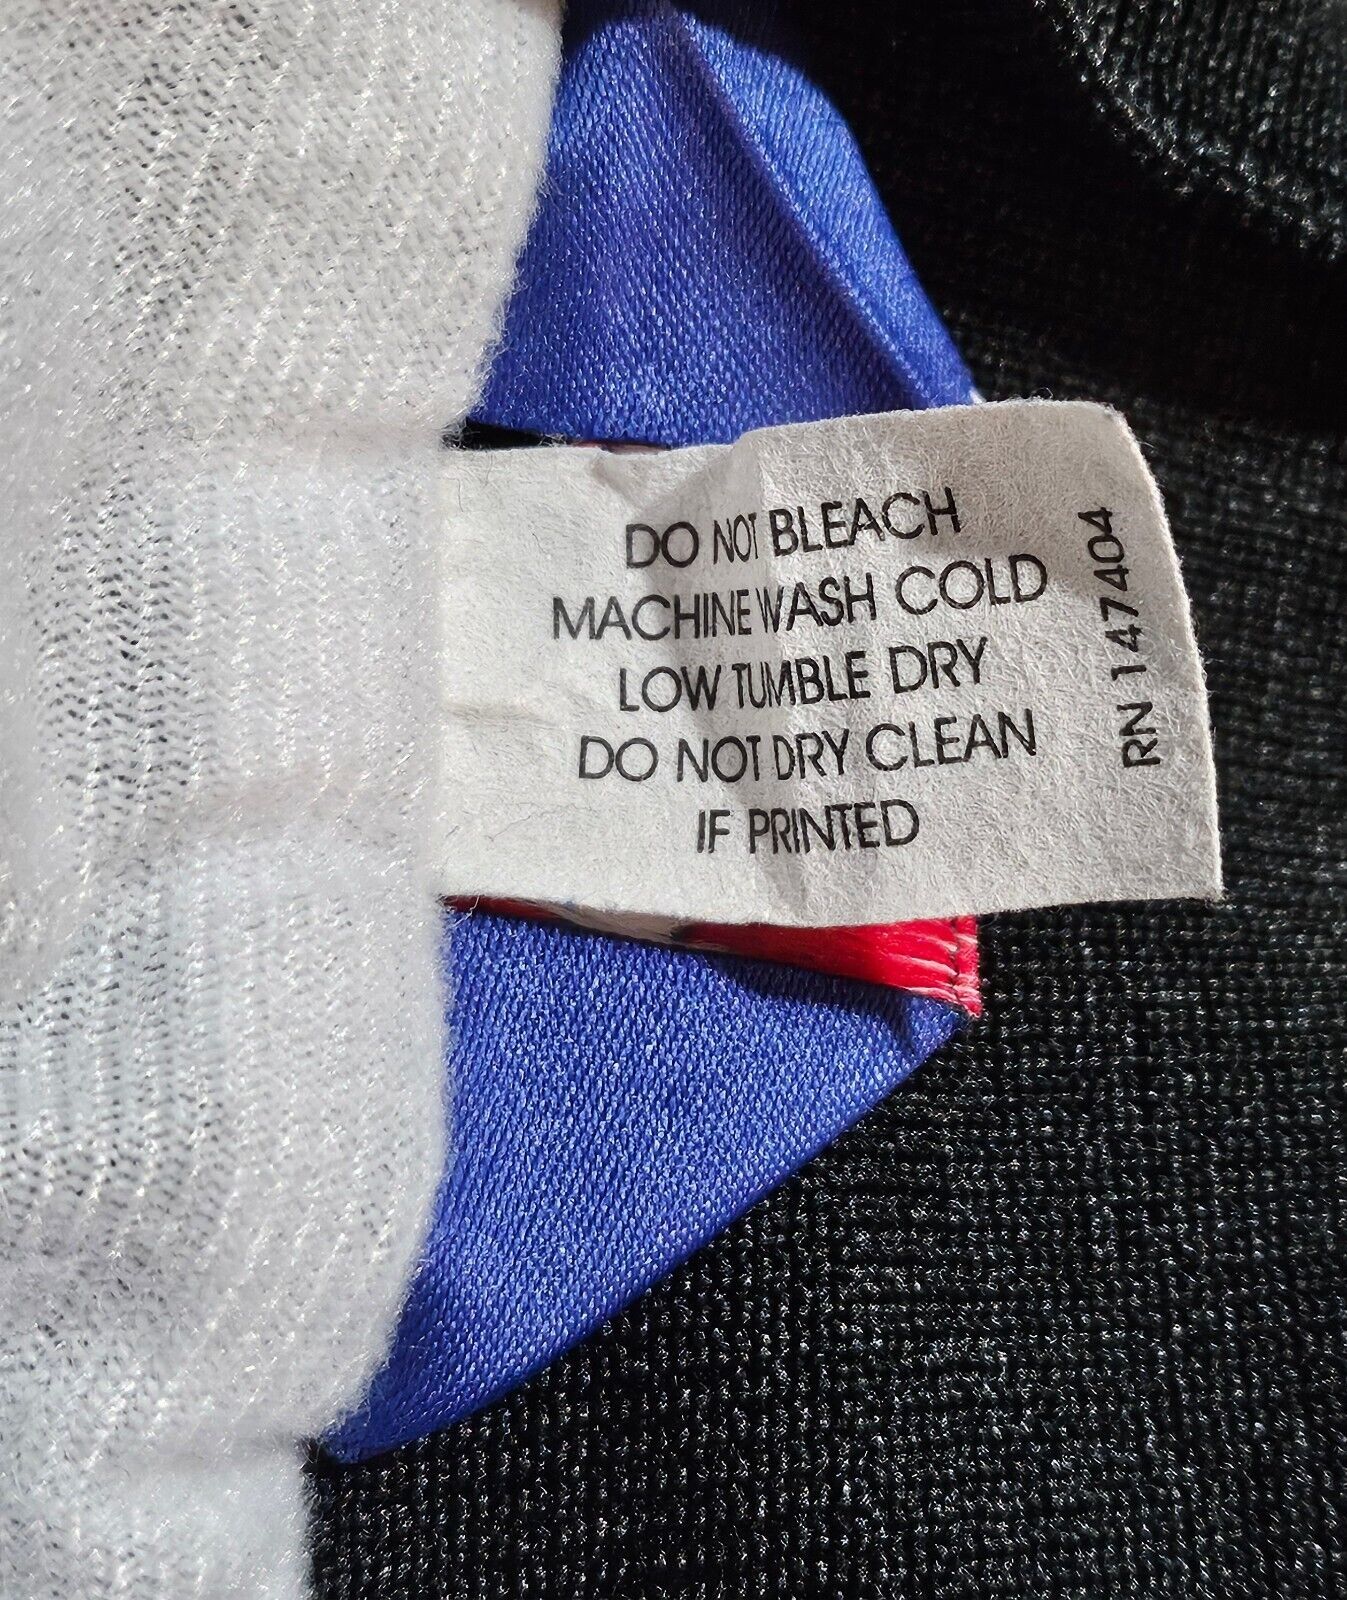 DO NOT BLEACH
MACHINE WASH COLD
LOW TUMBLE DRY
DO NOT DRY CLEAN
IF PRINTED
RN 147404